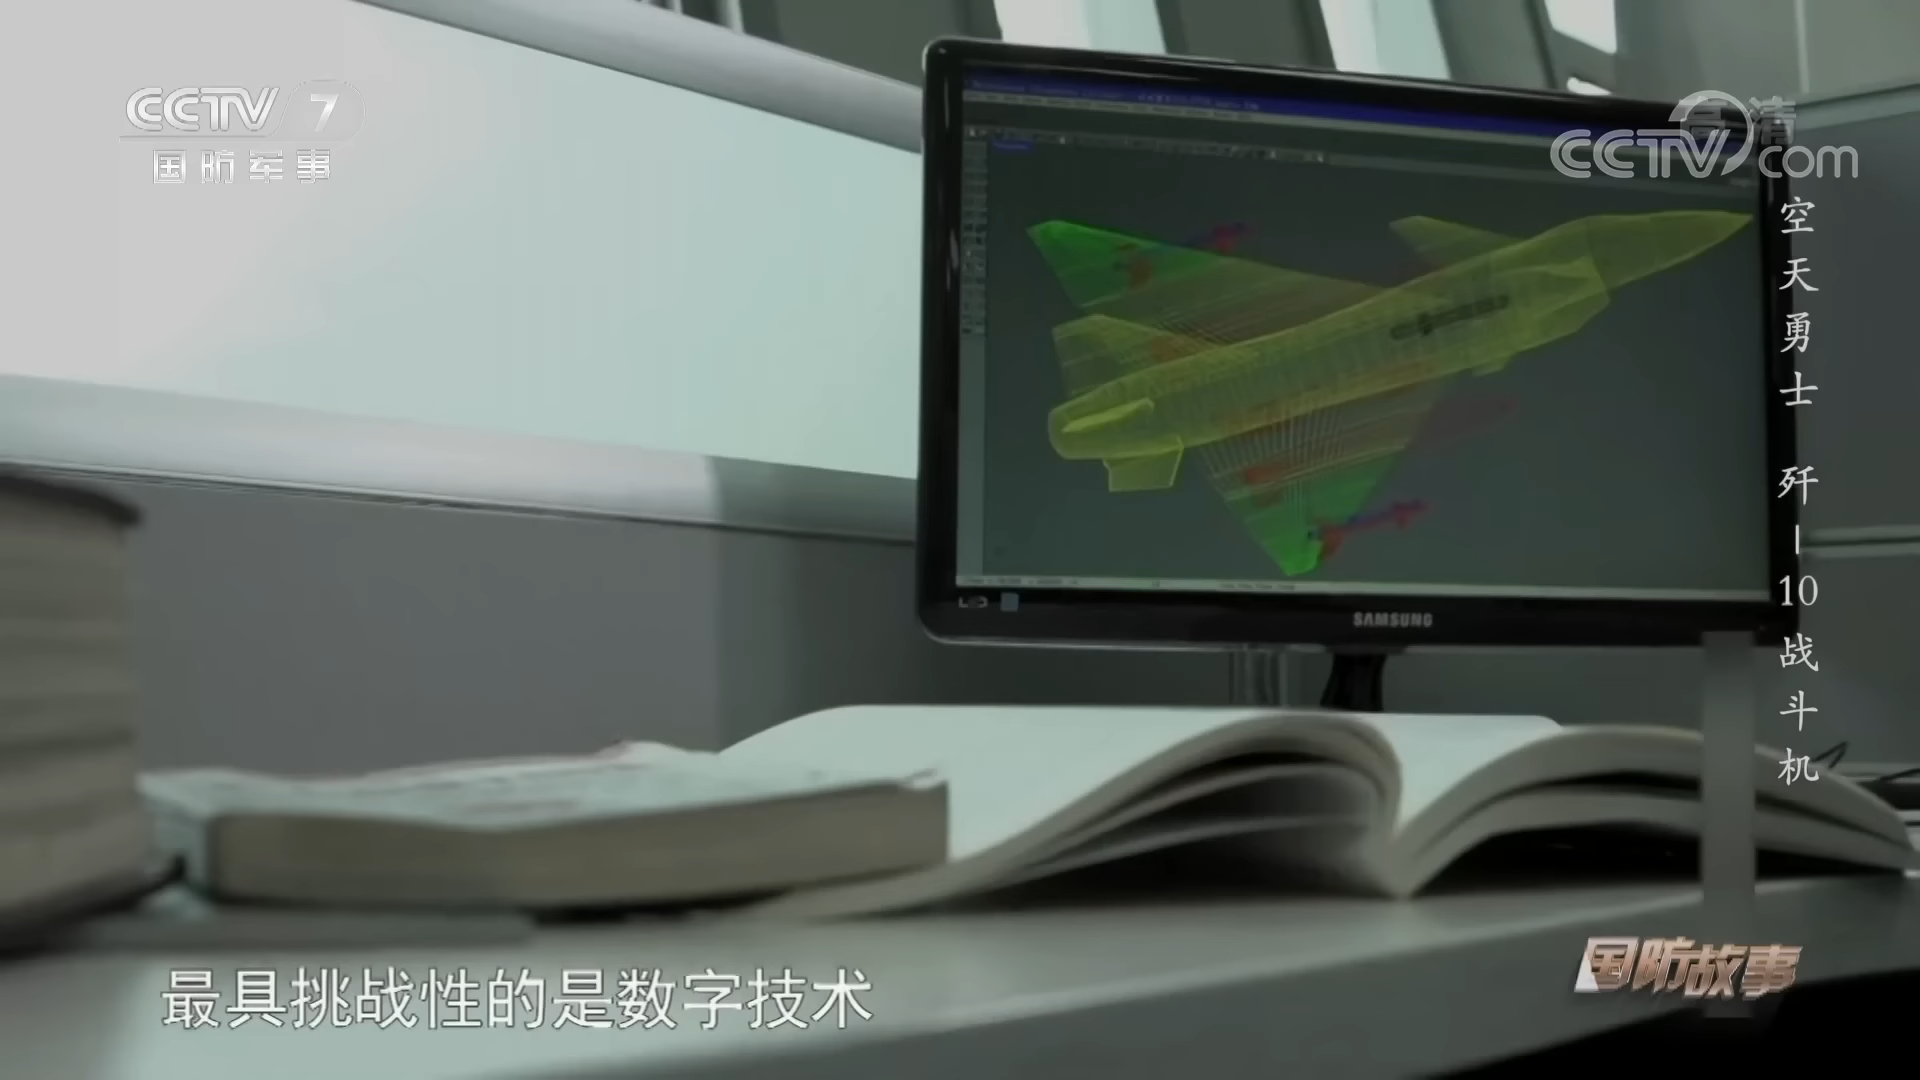 CCTV 7
国防军事
高清
CCTV.com
空天勇士 歼-10战斗机
SAMSUNG
国防故事
最具挑战性的是数字技术